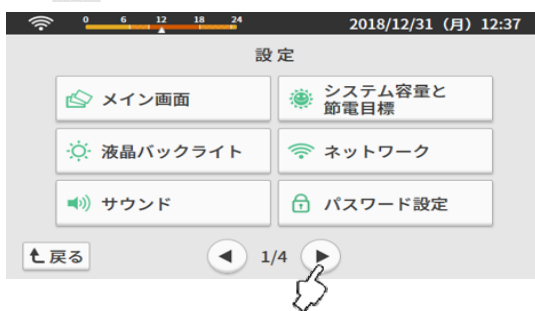 0 6 12 18 24 2018/12/31（月）12:37
設定
メイン画面
システム容量と
節電目標
液晶バックライト
ネットワーク
サウンド
パスワード設定
戻る
1/4